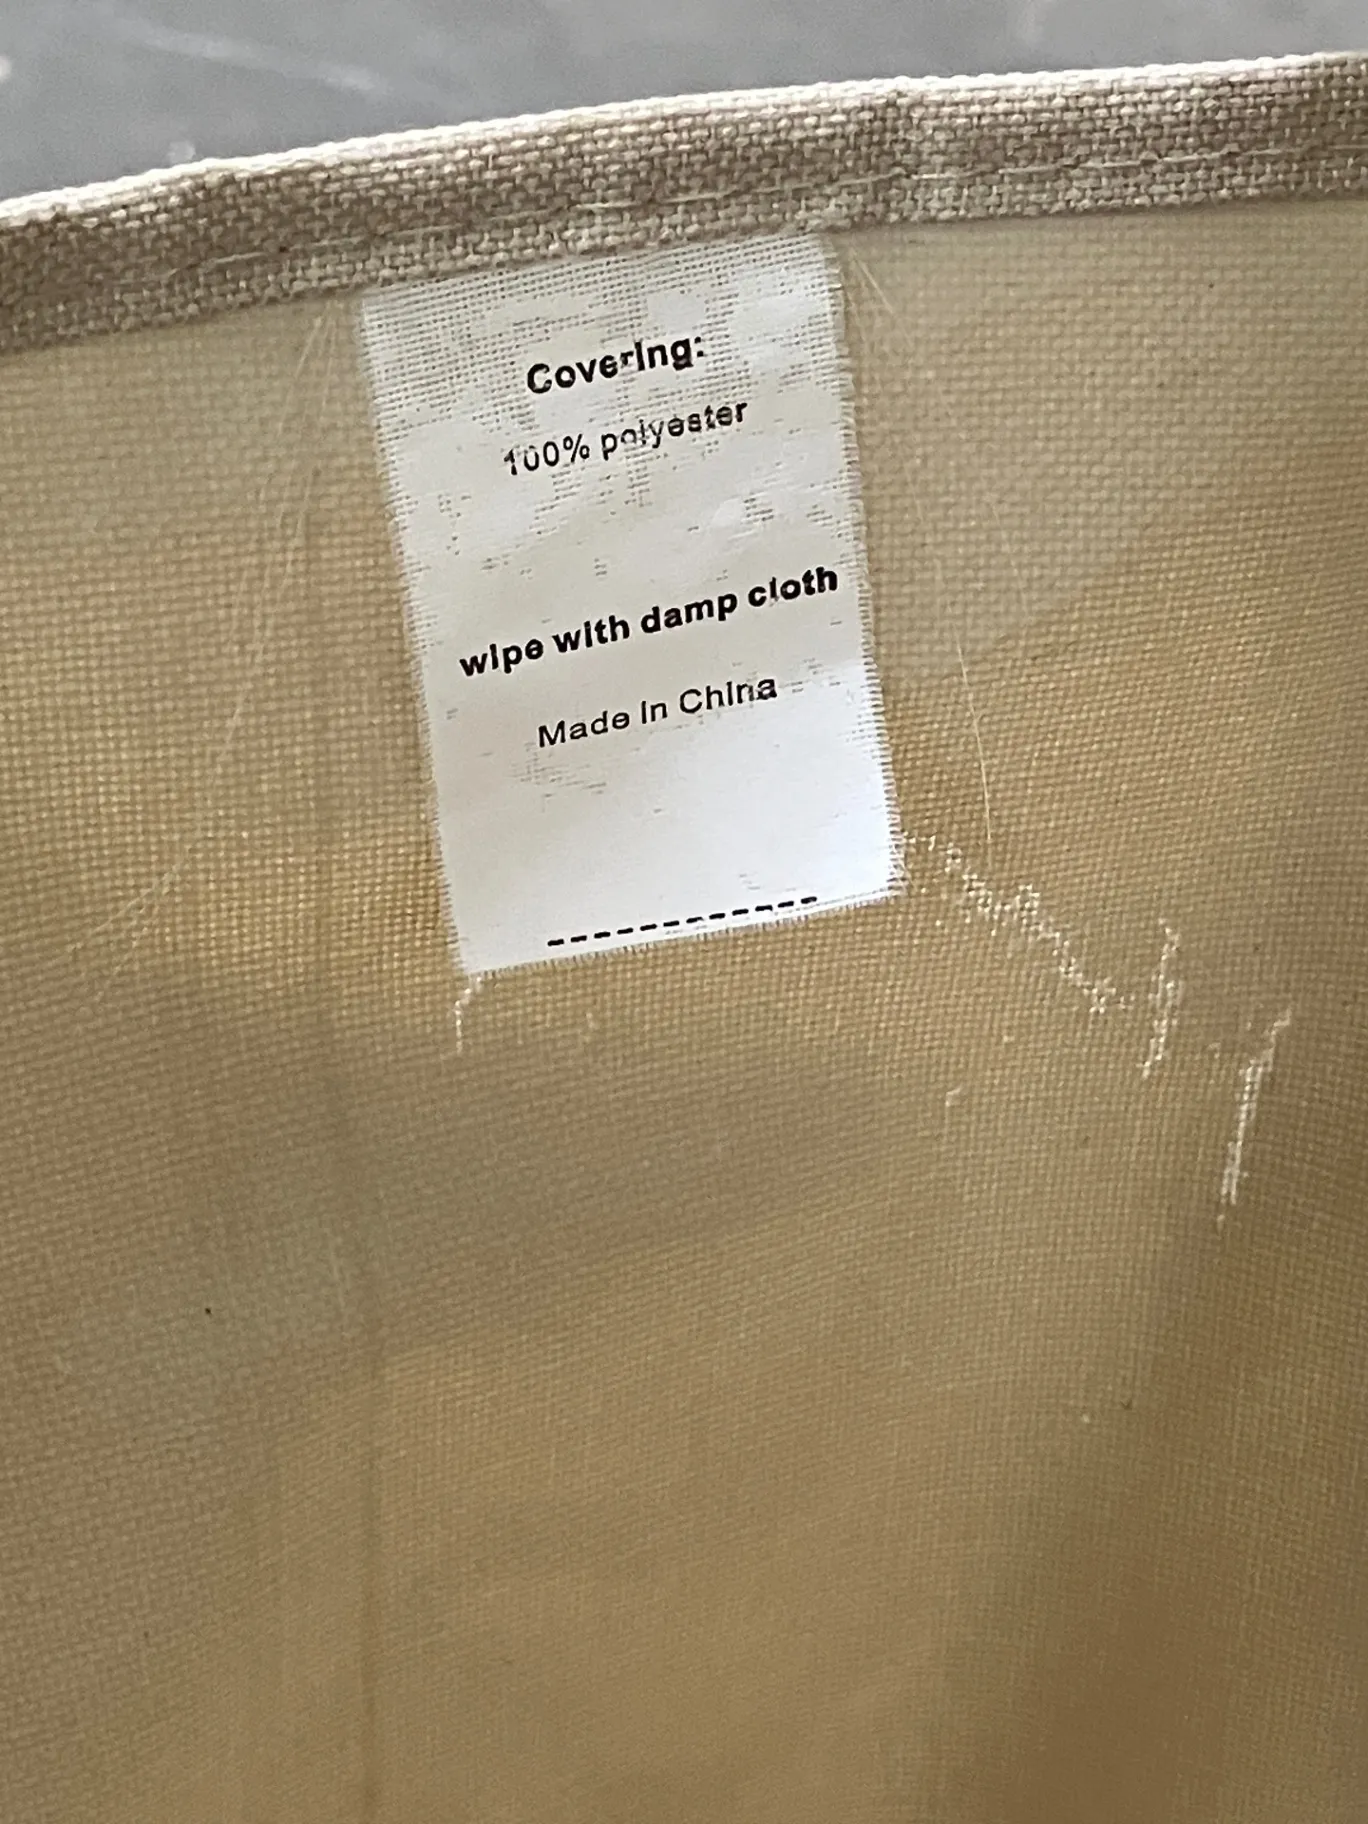 Covering:
100% polyester
wipe with damp cloth
Made in China
------------